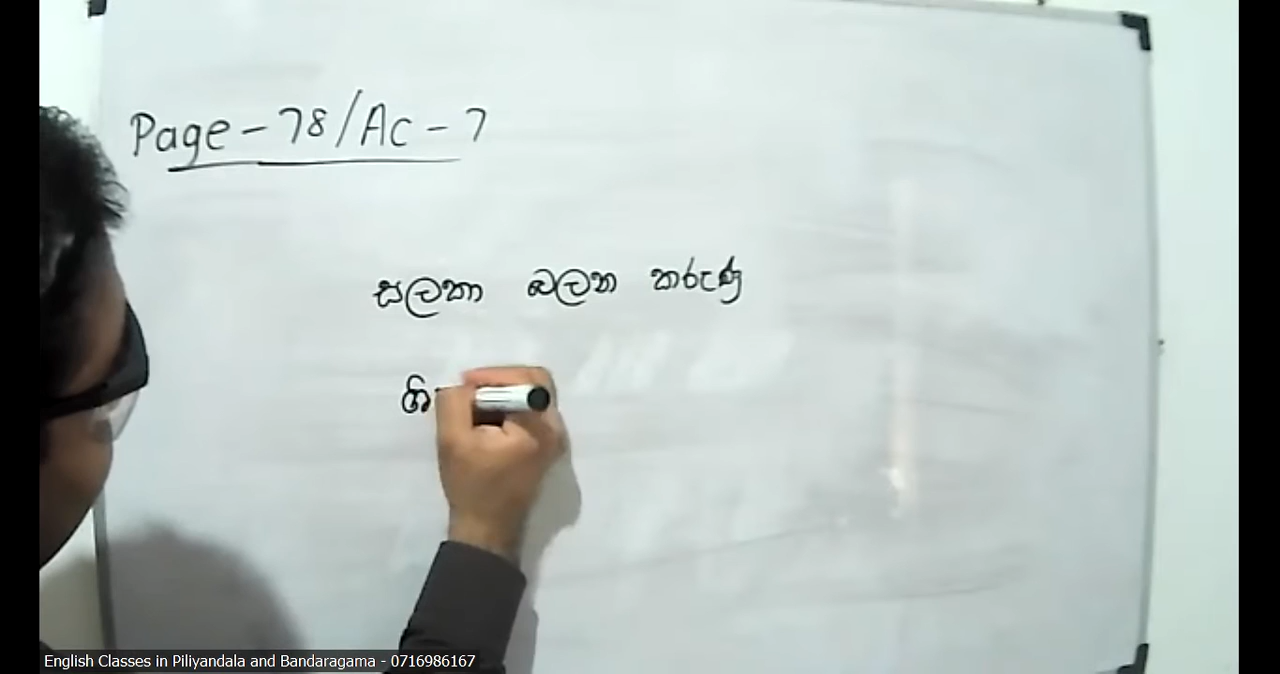 Page - 78 / Ac - 7
සලකා බලන කරුණු
English Classes in Piliyandala and Bandaragama - 0716986167